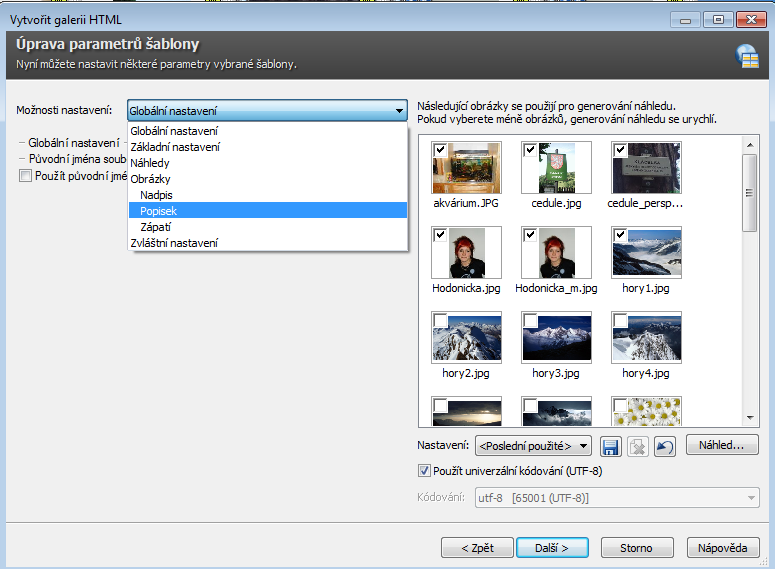 Vytvořit galerii HTML
Úprava parametrů šablony
Nyní můžete nastavit některé parametry vybrané šablony.
Možnosti nastavení:
Globální nastavení
Globální nastavení
Základní nastavení
Náhledy
Obrázky
Nadpis
Popisek
Zápatí
Zvláštní nastavení
Globální nastavení
Původní jména soub
Použít původní jmé
Následující obrázky se použijí pro generování náhledu.
Pokud vyberete méně obrázků, generování náhledu se urychlí.
akvárium.JPG
cedule.jpg
cedule_persp...
Hodonicka.jpg
Hodonicka_m.jpg
hory1.jpg
hory2.jpg
hory3.jpg
hory4.jpg
Nastavení:
<Poslední použité>
Náhled...
Použít univerzální kódování (UTF-8)
Kódování:
utf-8 [65001 (UTF-8)]
< Zpět
Další >
Storno
Nápověda